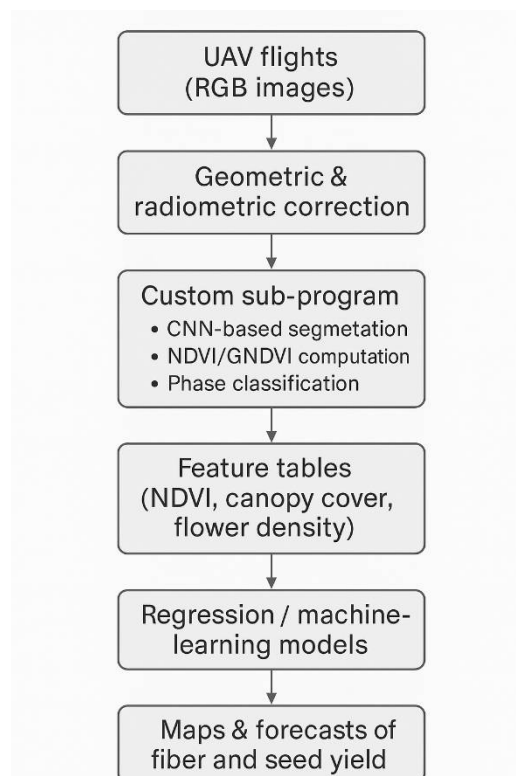 UAV flights
(RGB images)
Geometric &
radiometric correction
Custom sub-program
• CNN-based segmetation
• NDVI/GNDVI computation
• Phase classification
Feature tables
(NDVI, canopy cover,
flower density)
Regression / machine-
learning models
Maps & forecasts of
fiber and seed yield